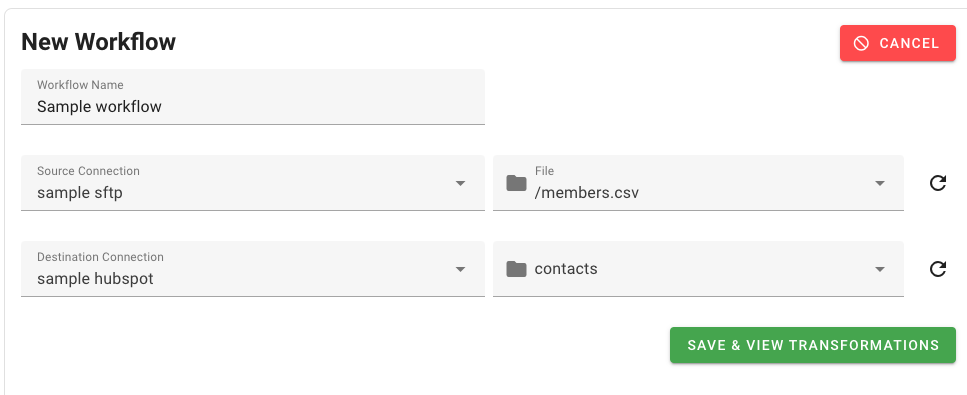 New Workflow
CANCEL
Workflow Name
Sample workflow
Source Connection
sample sftp
File
/members.csv
Destination Connection
sample hubspot
contacts
SAVE & VIEW TRANSFORMATIONS